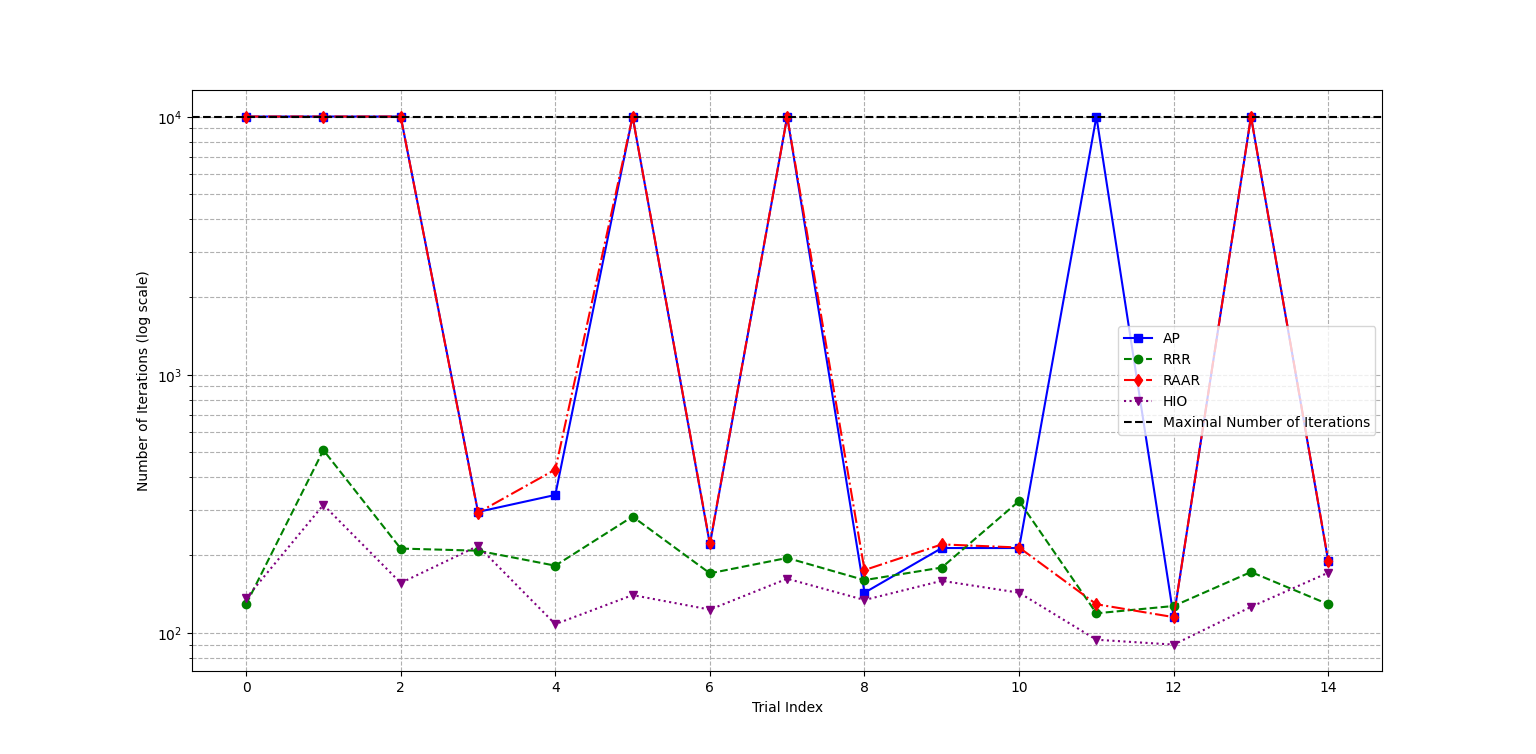 Number of Iterations (log scale)
10⁴
10³
10²
AP
RRR
RAAR
HIO
Maximal Number of Iterations
0 2 4 6 8 10 12 14
Trial Index